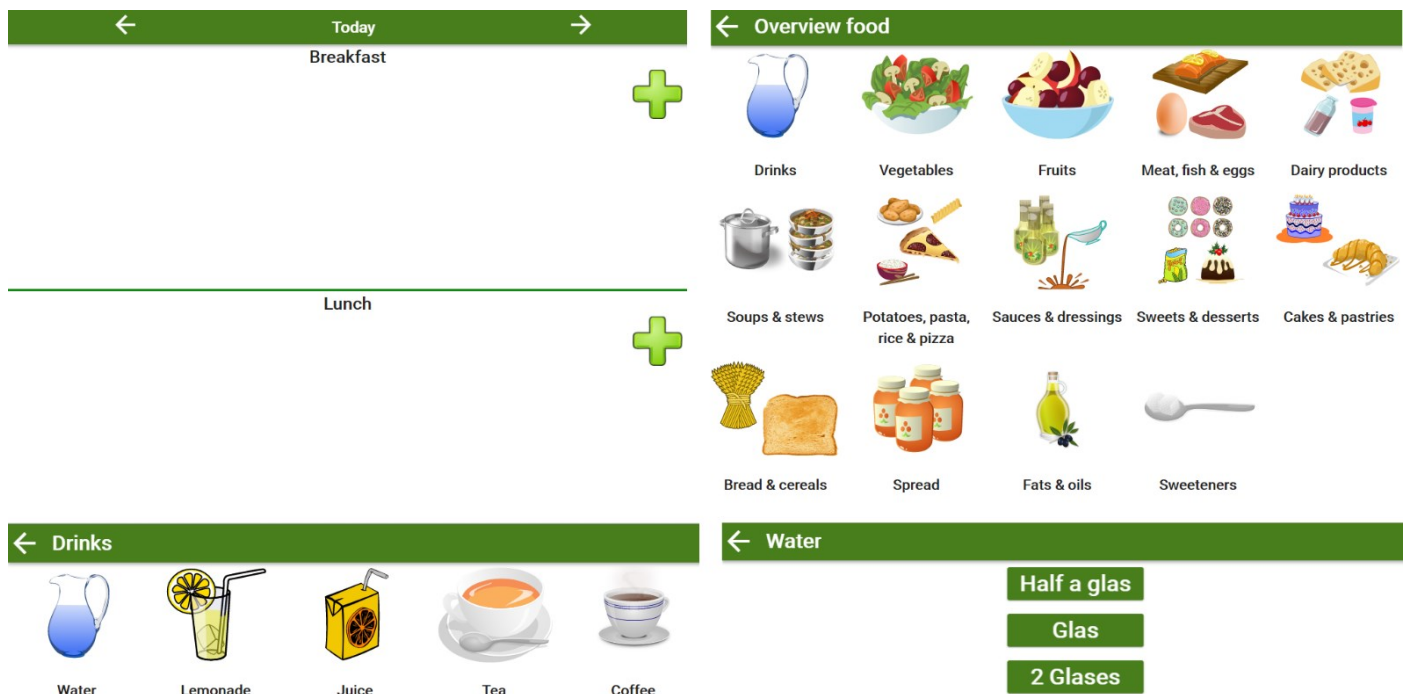 Today
Breakfast
Lunch
Overview food
Drinks
Vegetables
Fruits
Meat, fish & eggs
Dairy products
Soups & stews
Potatoes, pasta,
rice & pizza
Sauces & dressings
Sweets & desserts
Cakes & pastries
Bread & cereals
Spread
Fats & oils
Sweeteners
Drinks
Water
Lemonade
Juice
Tea
Coffee
Water
Half a glas
Glas
2 Glases